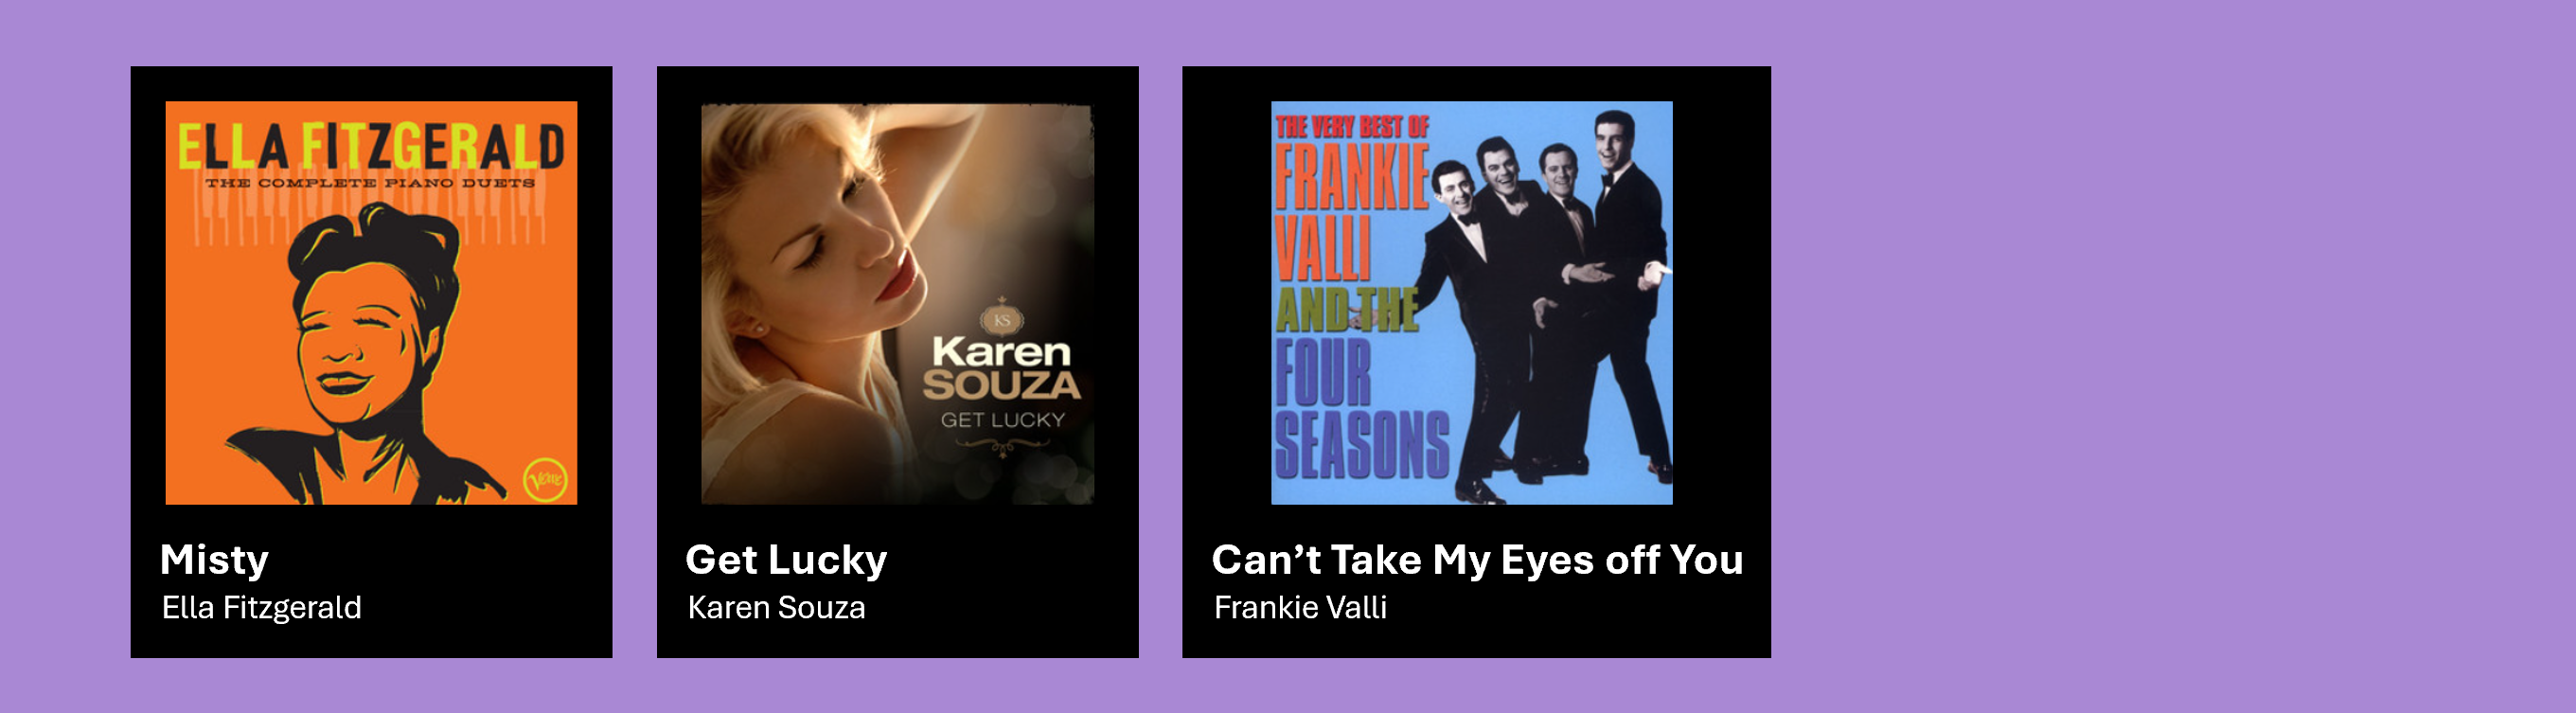 ELLA FITZGERALD
THE COMPLETE PIANO DUETS
Verve
Misty
Ella Fitzgerald
KS
Karen
SOUZA
GET LUCKY
Get Lucky
Karen Souza
THE VERY BEST OF
FRANKIE
VALLI
AND THE
FOUR
SEASONS
Can’t Take My Eyes off You
Frankie Valli